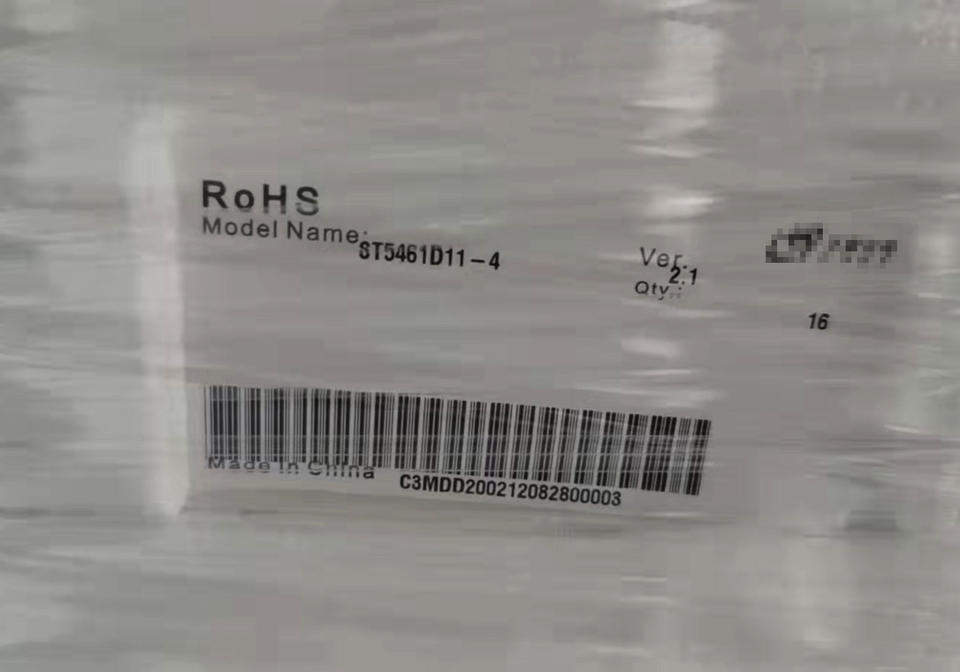 RoHS
Model Name:
ST5461D11-4
Ver.
2.1
Qty.:
16
Made in China
C3MDD200212082800003